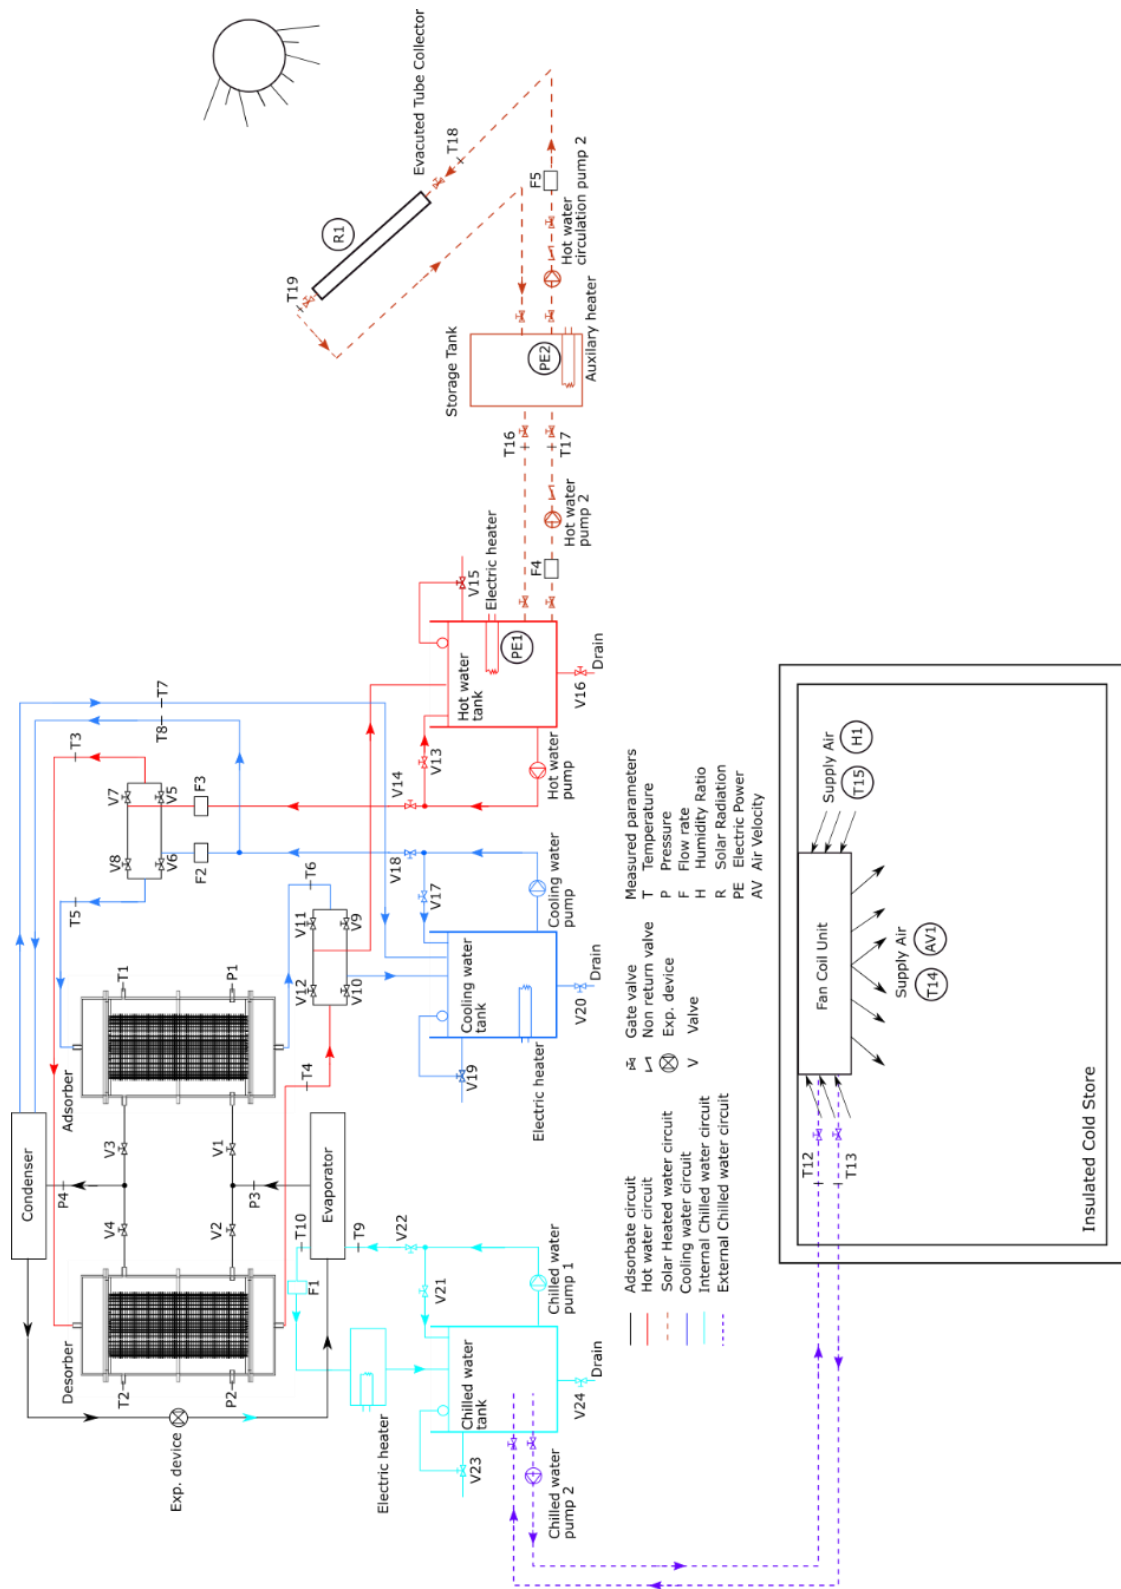 Evacuted Tube Collector
T18
T19
R1
F5
Hot water
circulation pump 2
Storage Tank
PE2
Auxilary heater
T16
T17
Hot water
pump 2
F4
Electric heater
V15
PE1
Hot water
tank
V16
Drain
V13
V14
Hot water
pump
T7
T8
T3
V7
V5
V8
V6
F3
F2
T5
T6
V11
V9
V12
V10
V18
V17
Cooling water
pump
Cooling water
tank
V20
Drain
V19
Electric heater
T4
T1
P1
Adsorber
Condenser
V3
V1
P4
P3
V4
V2
Evaporator
T10
T9
V22
F1
V21
Chilled water
pump 1
Desorber
T2
P2
Exp. device
Electric heater
Chilled water
tank
V24
Drain
V23
Chilled water
pump 2
Adsorbate circuit
Hot water circuit
Solar Heated water circuit
Cooling water circuit
Internal Chilled water circuit
External Chilled water circuit
Gate valve
Non return valve
Exp. device
V Valve
Measured parameters
T Temperature
P Pressure
F Flow rate
H Humidity Ratio
R Solar Radiation
PE Electric Power
AV Air Velocity
T12
T13
Fan Coil Unit
Supply Air
T15
H1
Supply Air
T14
AV1
Insulated Cold Store